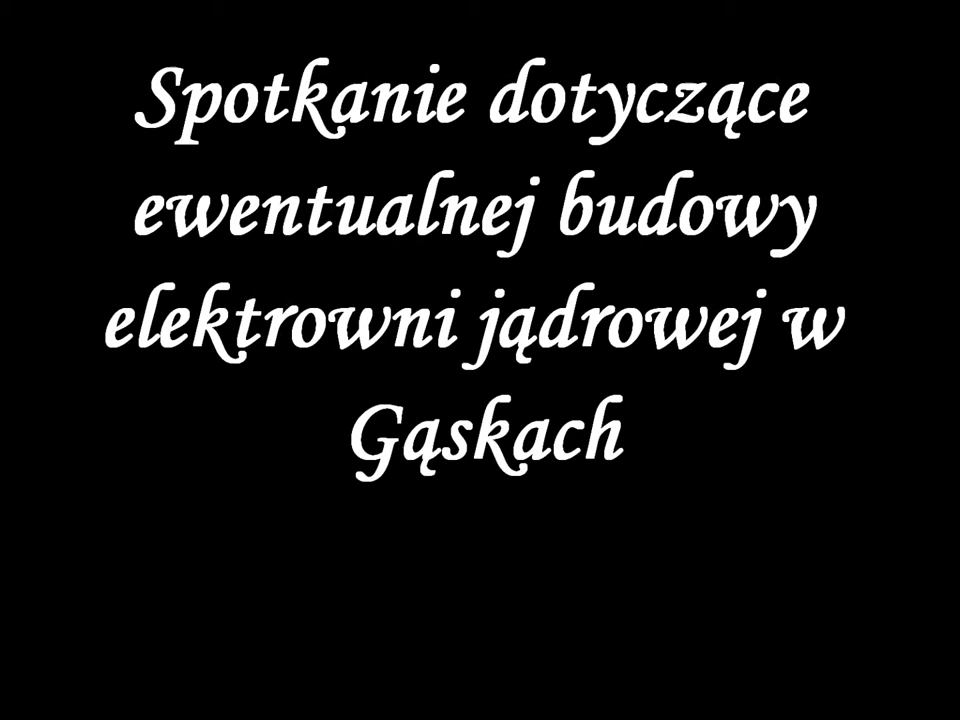 Spotkanie dotyczące
ewentualnej budowy
elektrowni jądrowej w
Gąskach